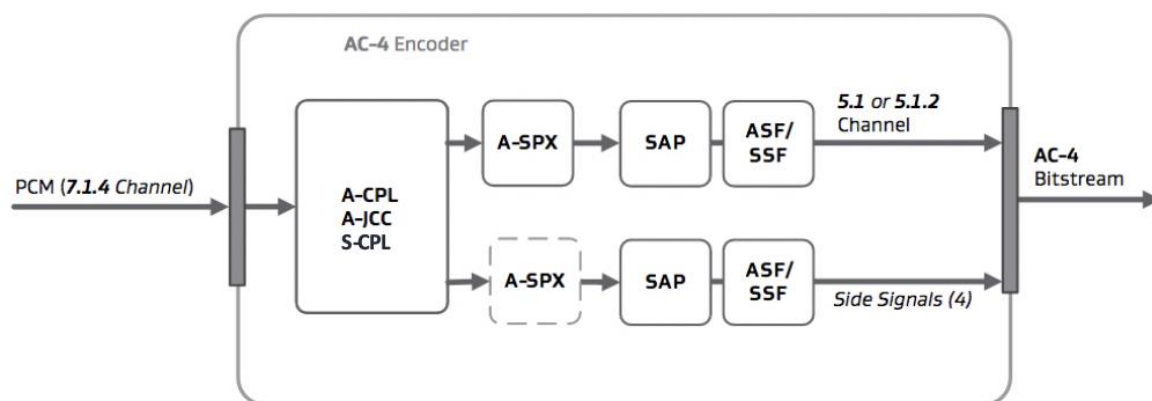 AC-4 Encoder
PCM (7.1.4 Channel)
A-CPL
A-JCC
S-CPL
A-SPX
SAP
ASF/
SSF
5.1 or 5.1.2
Channel
A-SPX
SAP
ASF/
SSF
Side Signals (4)
AC-4
Bitstream